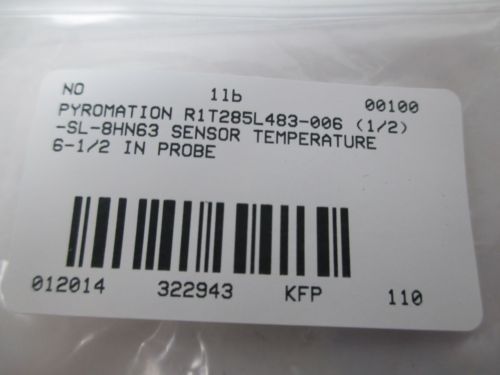 NO 1lb 00100
PYROMATION R1T285L483-006 (1/2)
-SL-8HN63 SENSOR TEMPERATURE
6-1/2 IN PROBE
012014 322943 KFP 110